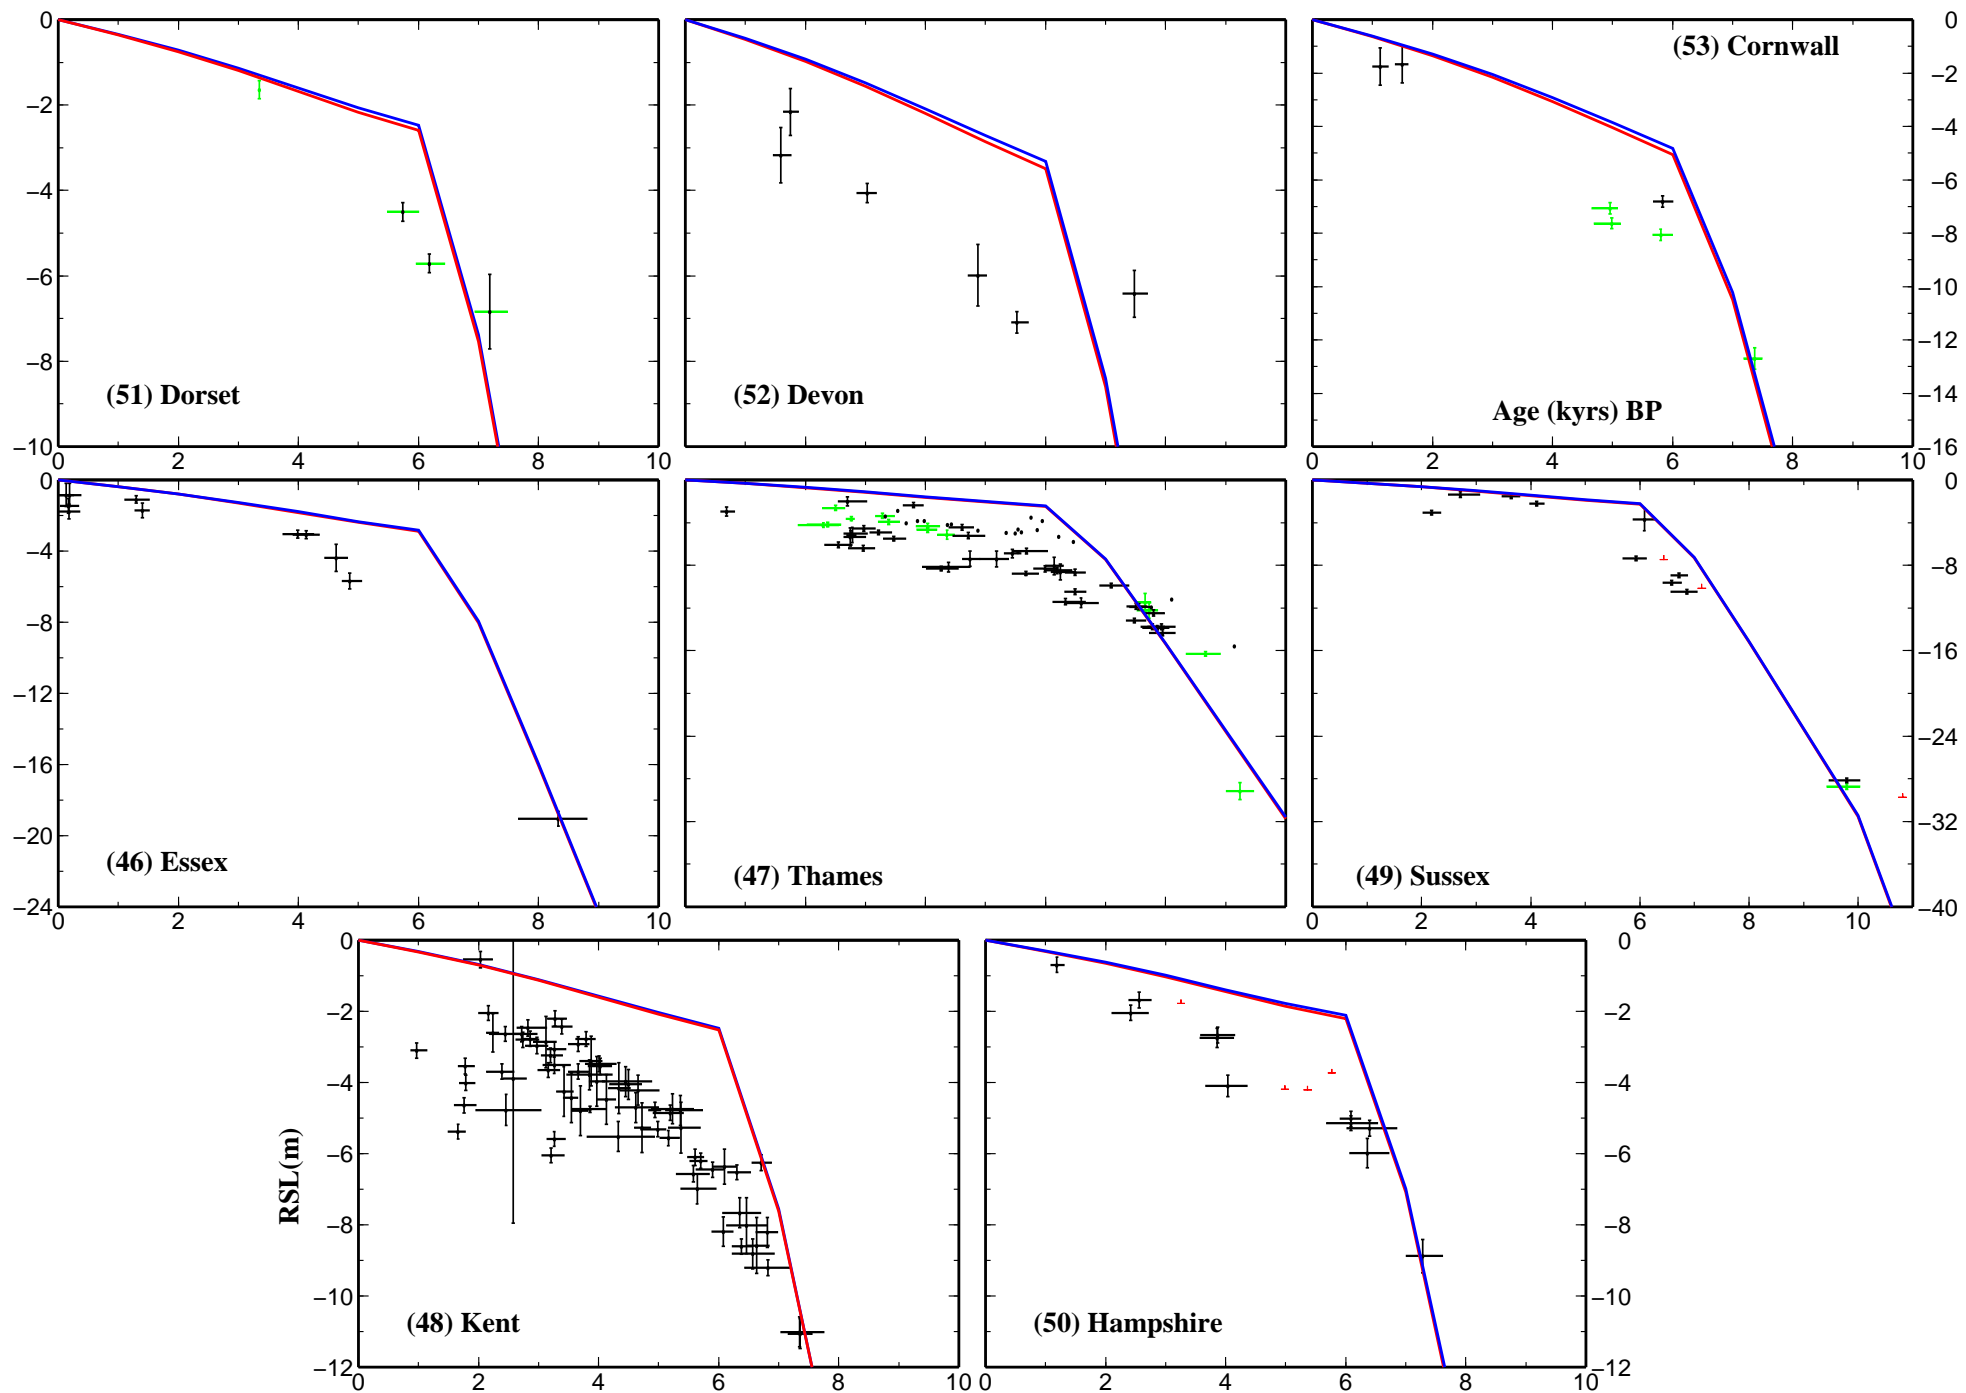 0
−2
−4
−6
−8
−10
(51) Dorset
0 2 4 6 8 10
(52) Devon
(53) Cornwall
Age (kyrs) BP
0
−2
−4
−6
−8
−10
−12
−14
−16
0 2 4 6 8 10
0
−4
−8
−12
−16
−20
−24
(46) Essex
0 2 4 6 8 10
(47) Thames
(49) Sussex
0
−8
−16
−24
−32
−40
0 2 4 6 8 10
RSL(m)
0
−2
−4
−6
−8
−10
−12
(48) Kent
0 2 4 6 8 10
(50) Hampshire
0
−2
−4
−6
−8
−10
−12
0 2 4 6 8 10